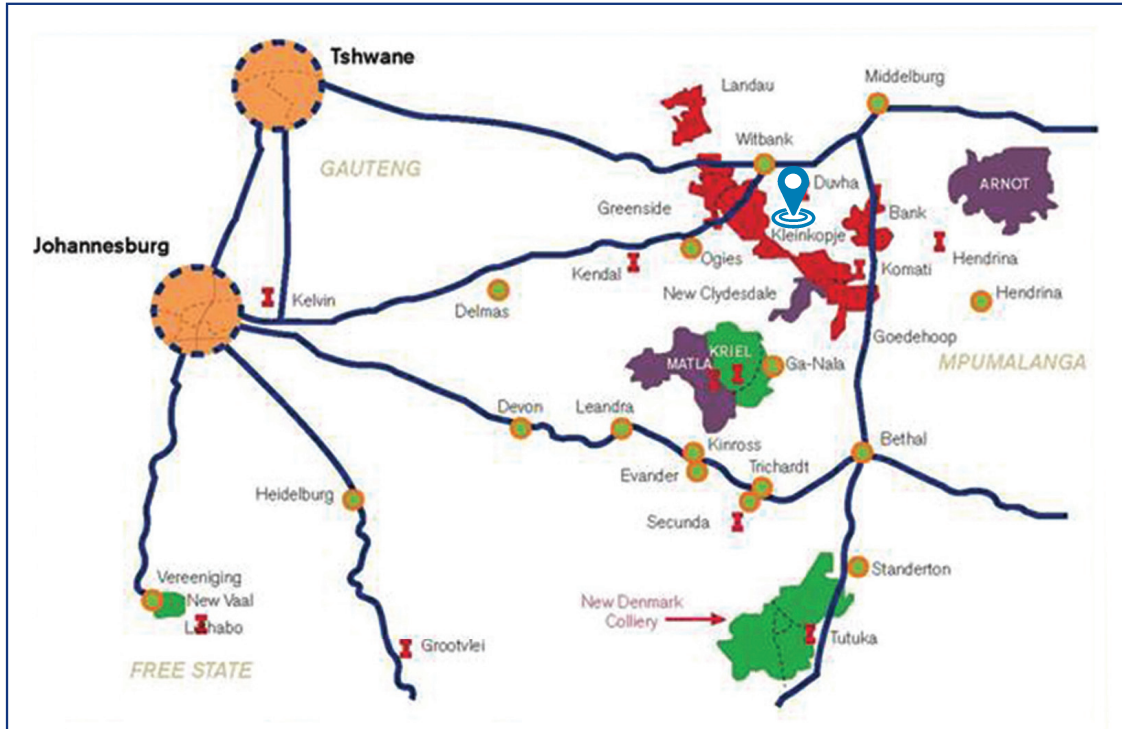 Tshwane
Middelburg
Landau
Witbank
GAUTENG
Duvha
ARNOT
Greenside
Bank
Johannesburg
Kleinkopje
Ogies
Hendrina
Kendal
Komati
Kelvin
New Clydesdale
Hendrina
Delmas
Goedehoop
KRIEL
MATLA
Ga-Nala
MPUMALANGA
Devon
Leandra
Kinross
Bethal
Evander
Trichardt
Heidelburg
Secunda
Standerton
Vereeniging
New Vaal
New Denmark
Colliery
Tutuka
Grootvlei
FREE STATE